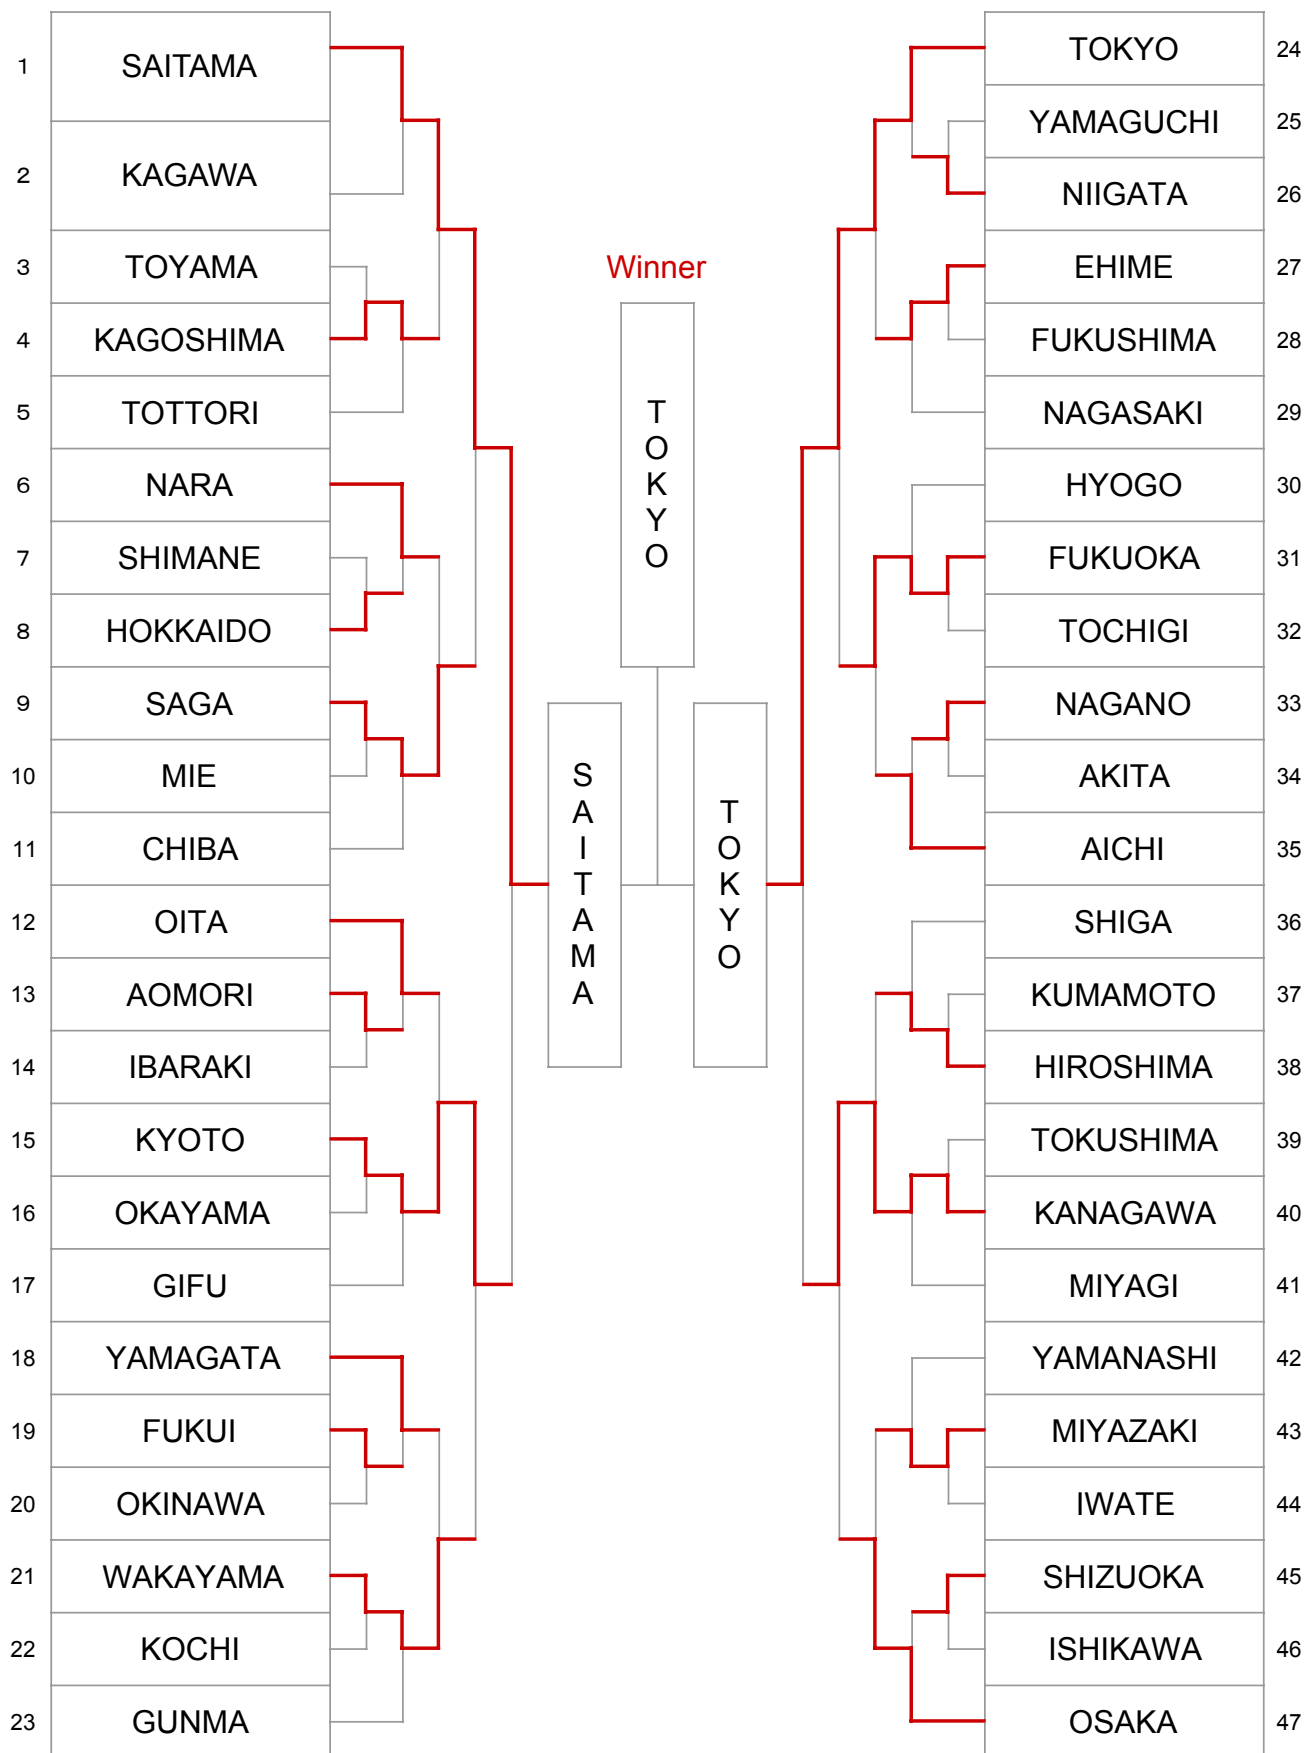 1 SAITAMA
2 KAGAWA
3 TOYAMA
4 KAGOSHIMA
5 TOTTORI
6 NARA
7 SHIMANE
8 HOKKAIDO
9 SAGA
10 MIE
11 CHIBA
12 OITA
13 AOMORI
14 IBARAKI
15 KYOTO
16 OKAYAMA
17 GIFU
18 YAMAGATA
19 FUKUI
20 OKINAWA
21 WAKAYAMA
22 KOCHI
23 GUNMA
Winner
TOKYO
SAITAMA
TOKYO
TOKYO 24
YAMAGUCHI 25
NIIGATA 26
EHIME 27
FUKUSHIMA 28
NAGASAKI 29
HYOGO 30
FUKUOKA 31
TOCHIGI 32
NAGANO 33
AKITA 34
AICHI 35
SHIGA 36
KUMAMOTO 37
HIROSHIMA 38
TOKUSHIMA 39
KANAGAWA 40
MIYAGI 41
YAMANASHI 42
MIYAZAKI 43
IWATE 44
SHIZUOKA 45
ISHIKAWA 46
OSAKA 47